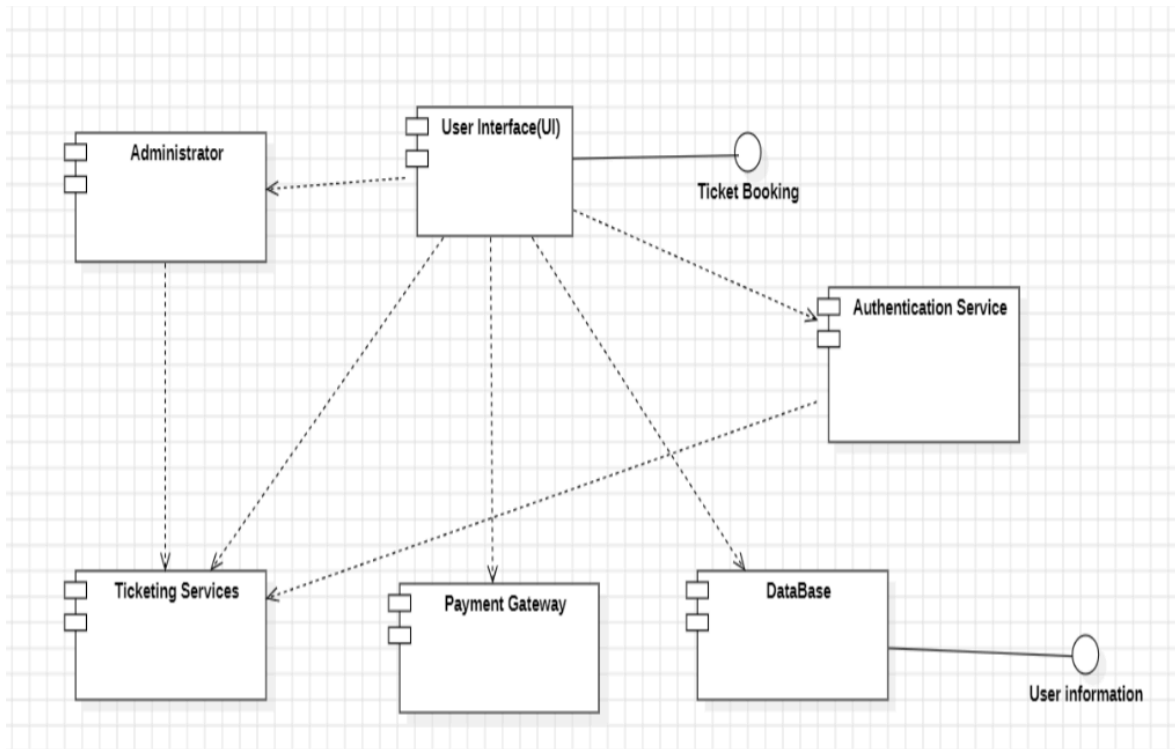 User Interface(UI)
Administrator
Ticket Booking
Authentication Service
Ticketing Services
Payment Gateway
DataBase
User information